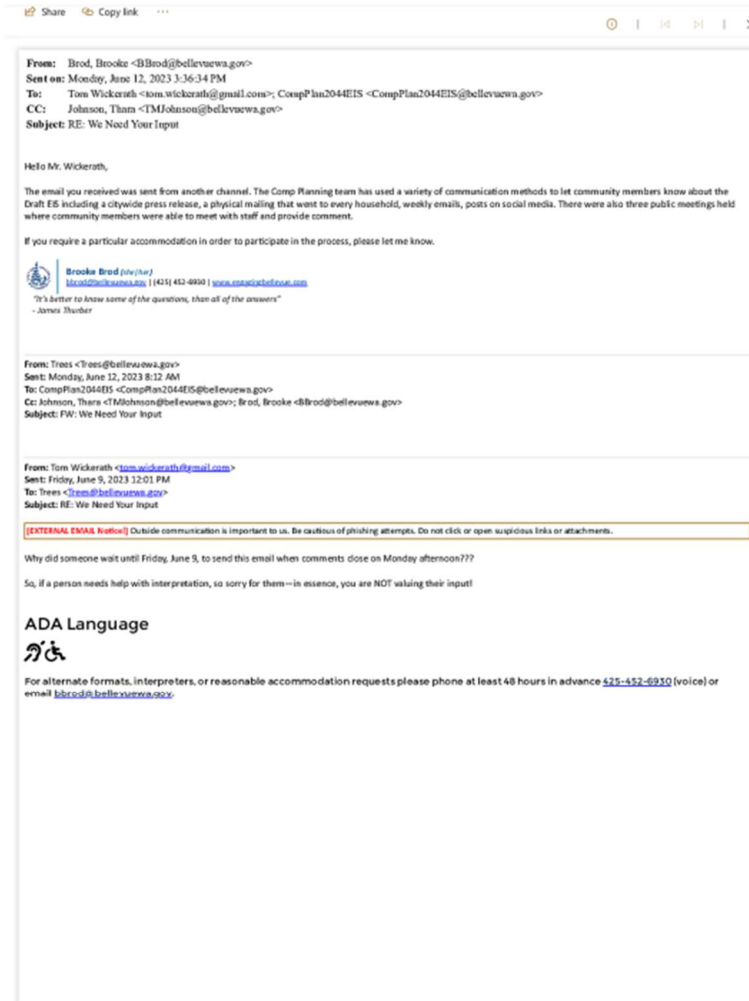 Share Copy link ...
From: Brod, Brooke <BBrod@bellevuewa.gov>
Sent on: Monday, June 12, 2023 3:36:34 PM
To: Tom Wickerath <tom.wickerath@gmail.com>; CompPlan2044EIS <CompPlan2044EIS@bellevuewa.gov>
CC: Johnson, Thara <TMJohnson@bellevuewa.gov>
Subject: RE: We Need Your Input
Hello Mr. Wickerath,
The email you received was sent from another channel. The Comp Planning team has used a variety of communication methods to let community members know about the
Draft EIS including a citywide press release, a physical mailing that went to every household, weekly emails, posts on social media. There were also three public meetings held
where community members were able to meet with staff and provide comment.
If you require a particular accommodation in order to participate in the process, please let me know.
Brooke Brod (she/her)
bbrod@bellevuewa.gov | (425) 452-6930 | www.engagingbellevue.com
"It's better to know some of the questions, than all of the answers"
- James Thurber
From: Trees <Trees@bellevuewa.gov>
Sent: Monday, June 12, 2023 8:12 AM
To: CompPlan2044EIS <CompPlan2044EIS@bellevuewa.gov>
Cc: Johnson, Thara <TMJohnson@bellevuewa.gov>; Brod, Brooke <BBrod@bellevuewa.gov>
Subject: FW: We Need Your Input
From: Tom Wickerath <tom.wickerath@gmail.com>
Sent: Friday, June 9, 2023 12:01 PM
To: Trees <Trees@bellevuewa.gov>
Subject: RE: We Need Your Input
[EXTERNAL EMAIL Notice!] Outside communication is important to us. Be cautious of phishing attempts. Do not click or open suspicious links or attachments.
Why did someone wait until Friday, June 9, to send this email when comments close on Monday afternoon???
So, if a person needs help with interpretation, so sorry for them—in essence, you are NOT valuing their input!
ADA Language
For alternate formats, interpreters, or reasonable accommodation requests please phone at least 48 hours in advance 425-452-6930 (voice) or
email bbrod@bellevuewa.gov.